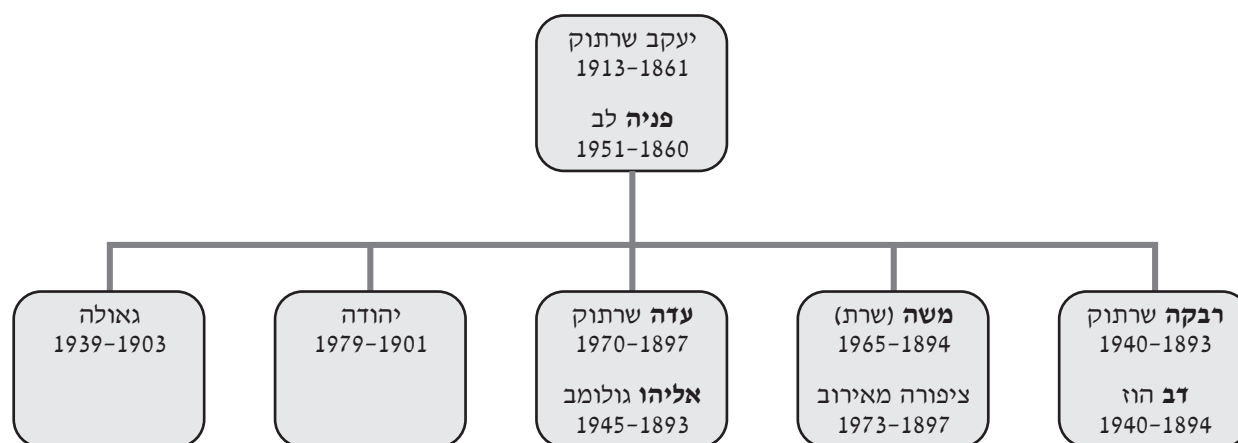 יעקב שרתוק
1913–1861
פניה לב
1951–1860
רבקה שרתוק
1940–1893
דב הוז
1940–1894
משה (שרת)
1965–1894
ציפורה מאירוב
1973–1897
עדה שרתוק
1970–1897
אליהו גולומב
1945–1893
יהודה
1979–1901
גאולה
1939–1903